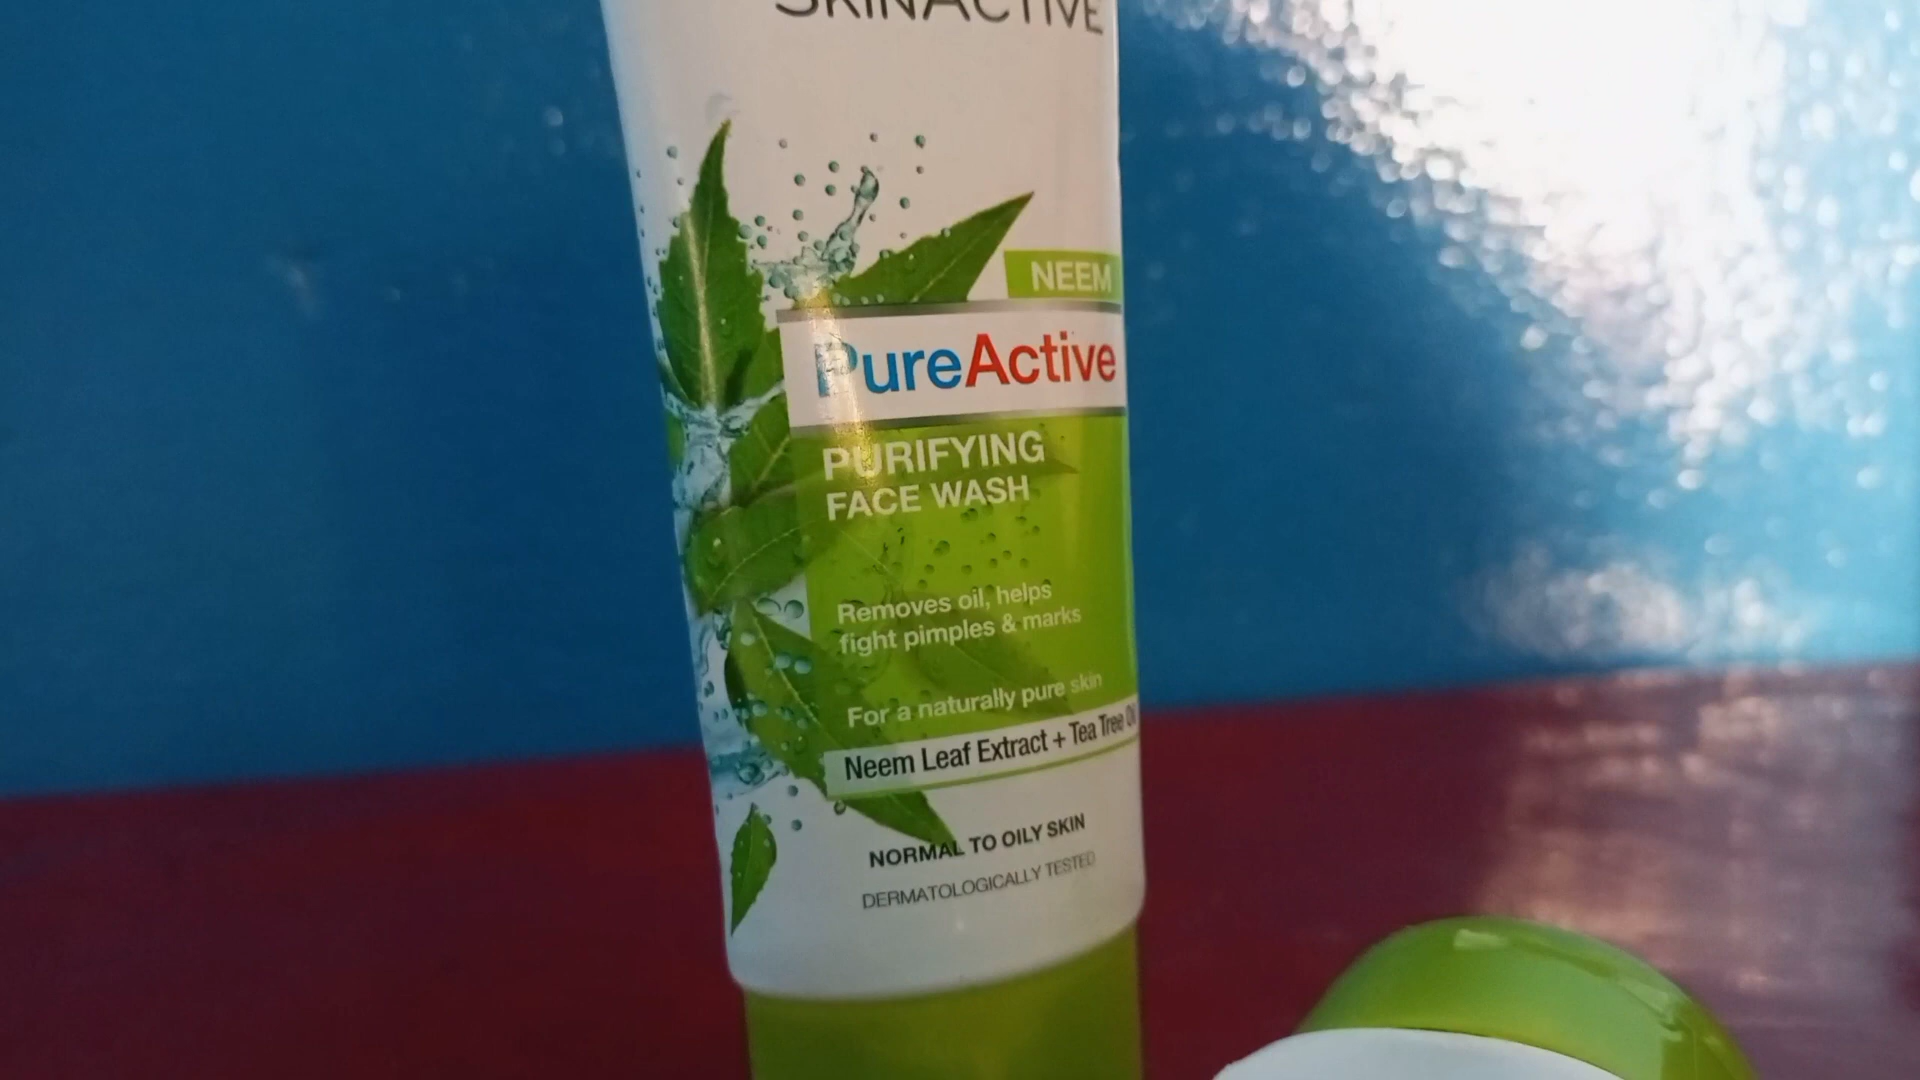 SKINACTIVE
NEEM
PureActive
PURIFYING
FACE WASH
Removes oil, helps
fight pimples & marks
For a naturally pure skin
Neem Leaf Extract + Tea Tree Oil
NORMAL TO OILY SKIN
DERMATOLOGICALLY TESTED